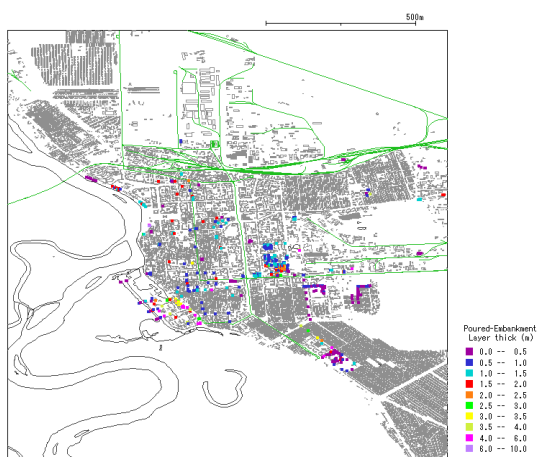 500m
Poured-Embankment
Layer thick (m)
0.0 -- 0.5
0.5 -- 1.0
1.0 -- 1.5
1.5 -- 2.0
2.0 -- 2.5
2.5 -- 3.0
3.0 -- 3.5
3.5 -- 4.0
4.0 -- 6.0
6.0 -- 10.0